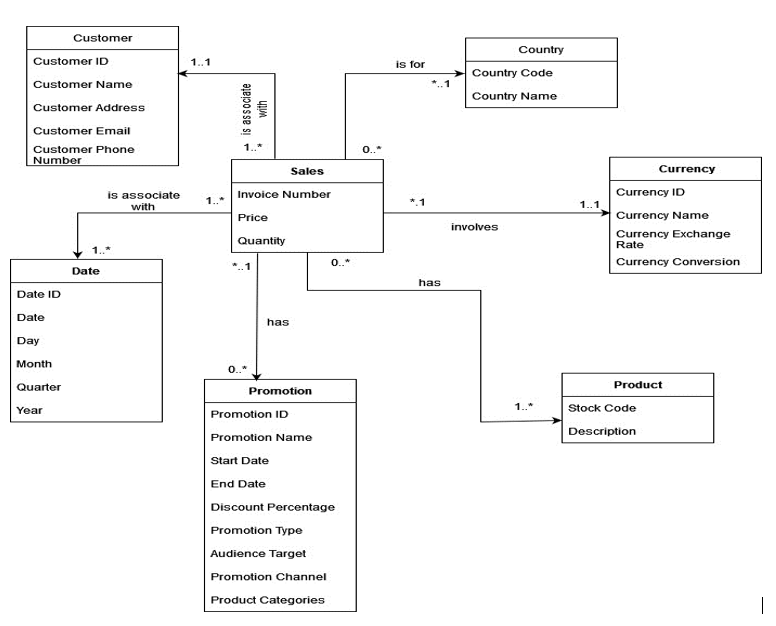 Customer
Customer ID
Customer Name
Customer Address
Customer Email
Customer Phone
Number
1..1
is associate
with
1..*
is for
*..1
0..*
Country
Country Code
Country Name
Sales
Invoice Number
Price
Quantity
*.1
1..1
involves
Currency
Currency ID
Currency Name
Currency Exchange
Rate
Currency Conversion
is associate
with
1..*
1..*
Date
Date ID
Date
Day
Month
Quarter
Year
*..1
has
0..*
Promotion
Promotion ID
Promotion Name
Start Date
End Date
Discount Percentage
Promotion Type
Audience Target
Promotion Channel
Product Categories
0..*
has
1..*
Product
Stock Code
Description